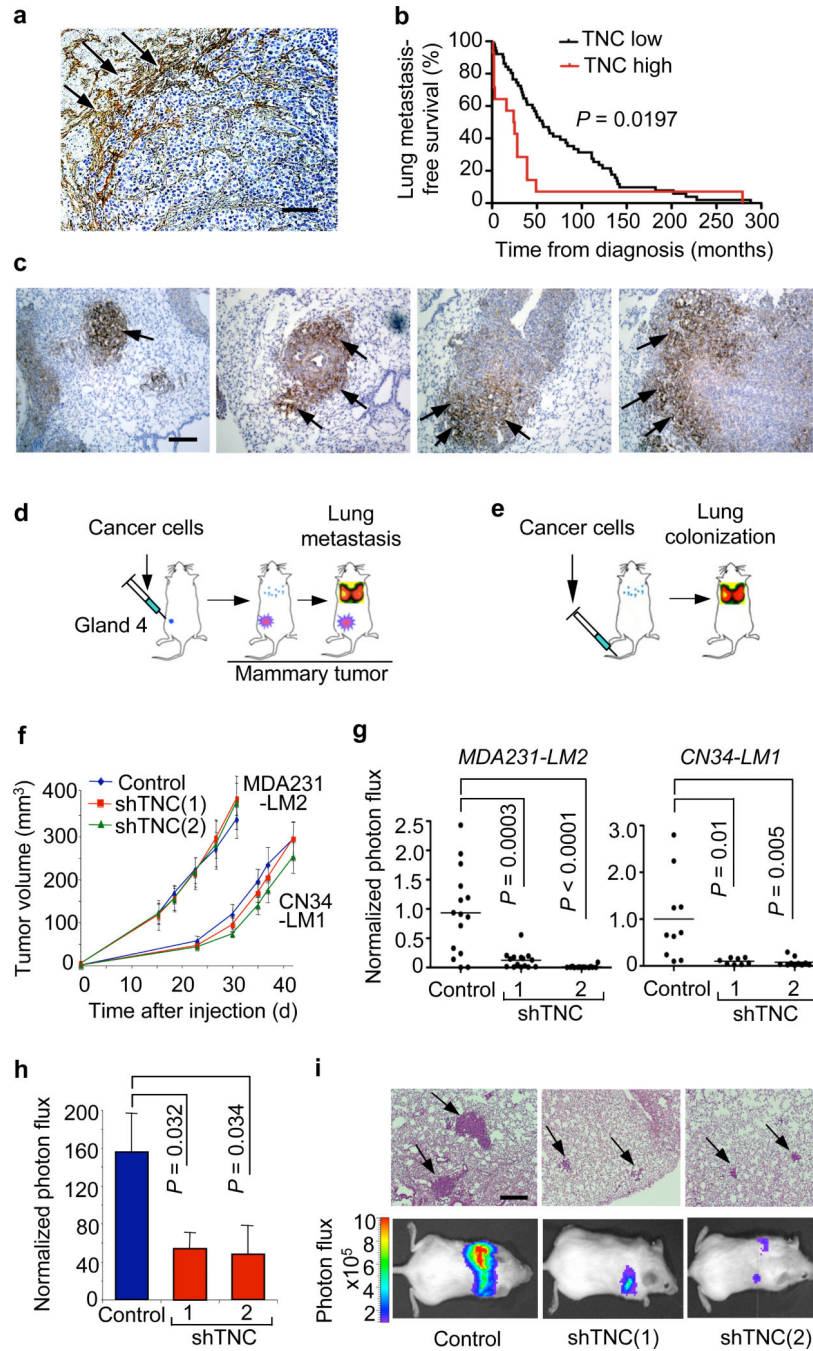 a
b
100
80
60
40
20
0
Lung metastasis-
free survival (%)
TNC low
TNC high
P = 0.0197
0 50 100 150 200 250 300
Time from diagnosis (months)
c
d
Cancer cells
Gland 4
Lung
metastasis
Mammary tumor
e
Cancer cells
Lung
colonization
f
Tumor volume (mm3)
400
300
200
100
0
Control
shTNC(1)
shTNC(2)
MDA231
-LM2
CN34
-LM1
0 10 20 30 40
Time after injection (d)
g
Normalized photon flux
MDA231-LM2
2.5
2.0
1.5
1.0
0.5
0
P = 0.0003
P < 0.0001
Control 1 2
shTNC
CN34-LM1
3.0
2.0
1.0
0
P = 0.01
P = 0.005
Control 1 2
shTNC
h
Normalized photon flux
200
160
120
80
40
0
P = 0.032
P = 0.034
Control 1 2
shTNC
i
Photon flux
x105
10
8
6
4
2
Control shTNC(1) shTNC(2)